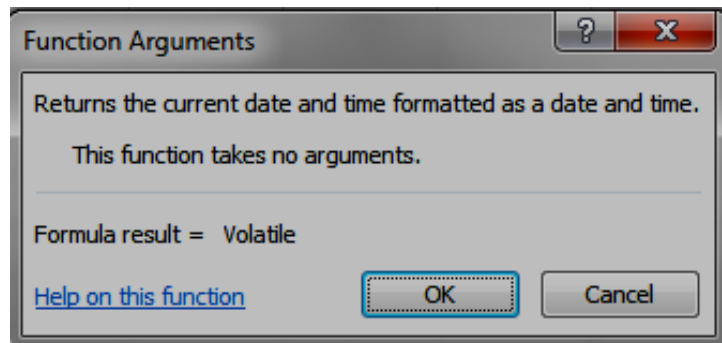 Function Arguments
?
Returns the current date and time formatted as a date and time.
This function takes no arguments.
Formula result = Volatile
Help on this function
OK
Cancel